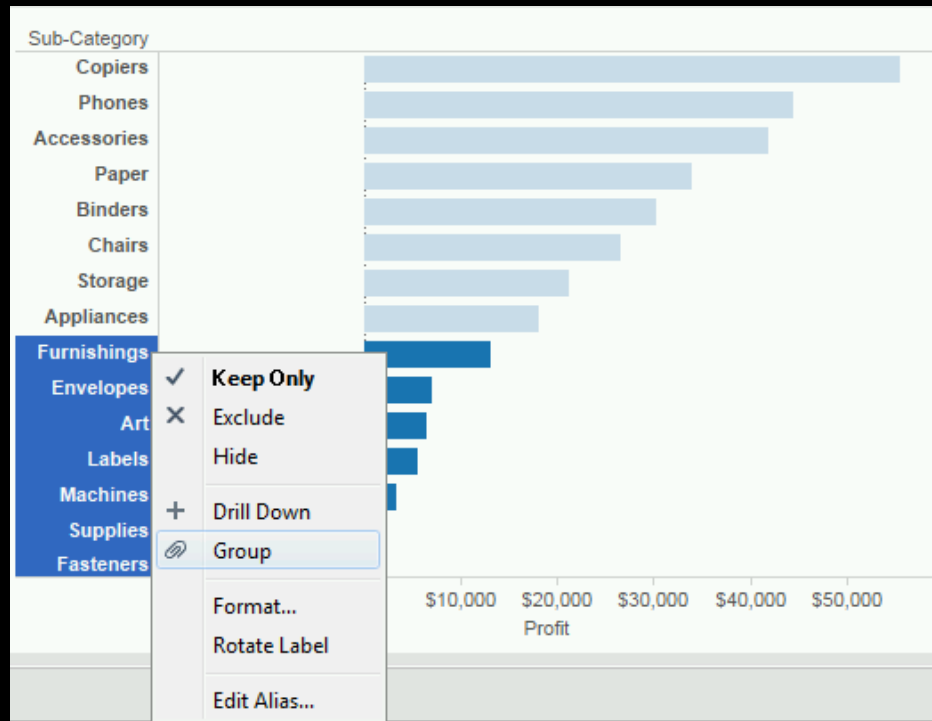 Sub-Category
Copiers
Phones
Accessories
Paper
Binders
Chairs
Storage
Appliances
Furnishings
Envelopes
Art
Labels
Machines
Supplies
Fasteners
Keep Only
Exclude
Hide
Drill Down
Group
Format...
Rotate Label
Edit Alias...
$10,000 $20,000 $30,000 $40,000 $50,000
Profit